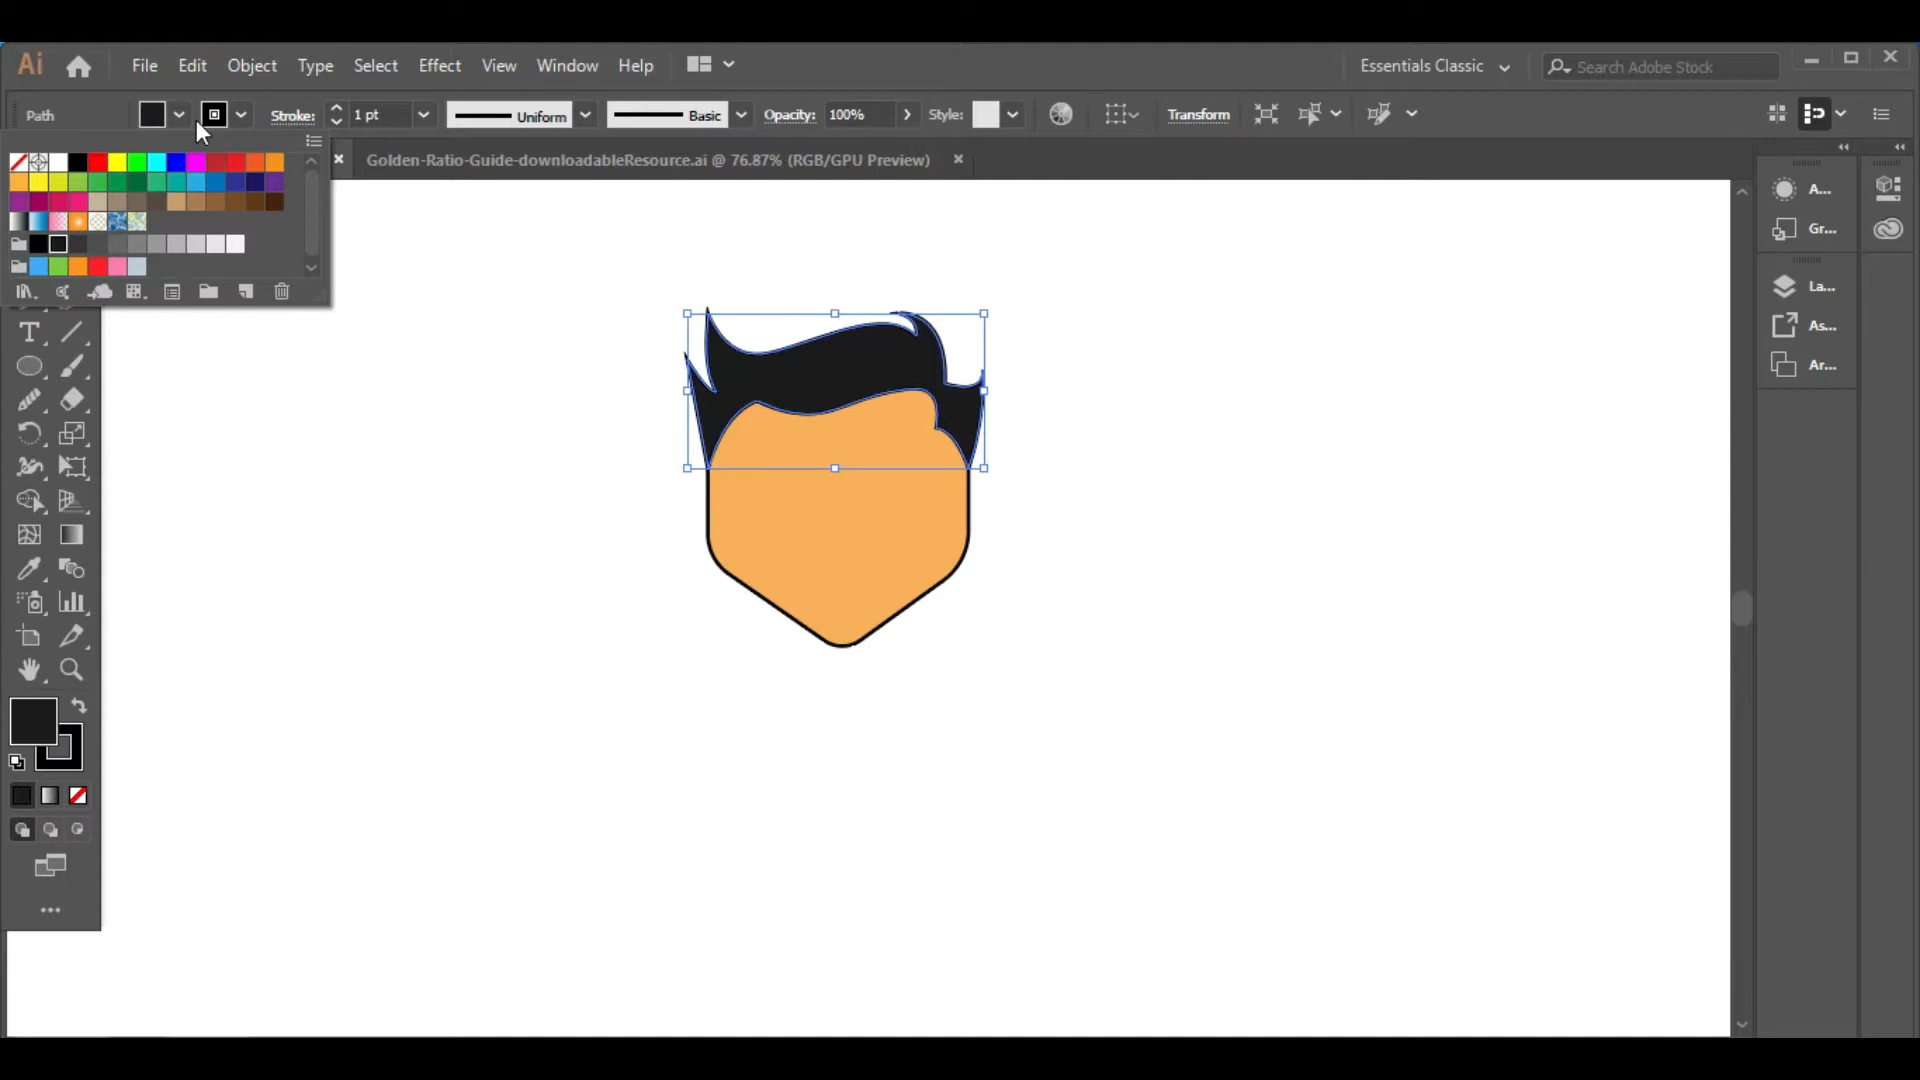 Ai File Edit Object Type Select Effect View Window Help Essentials Classic Search Adobe Stock
Path Stroke: 1 pt Uniform Basic Opacity: 100% Style: Transform
Golden-Ratio-Guide-downloadableResource.ai @ 76.87% (RGB/GPU Preview)
A...
Gr...
La...
As...
Ar...